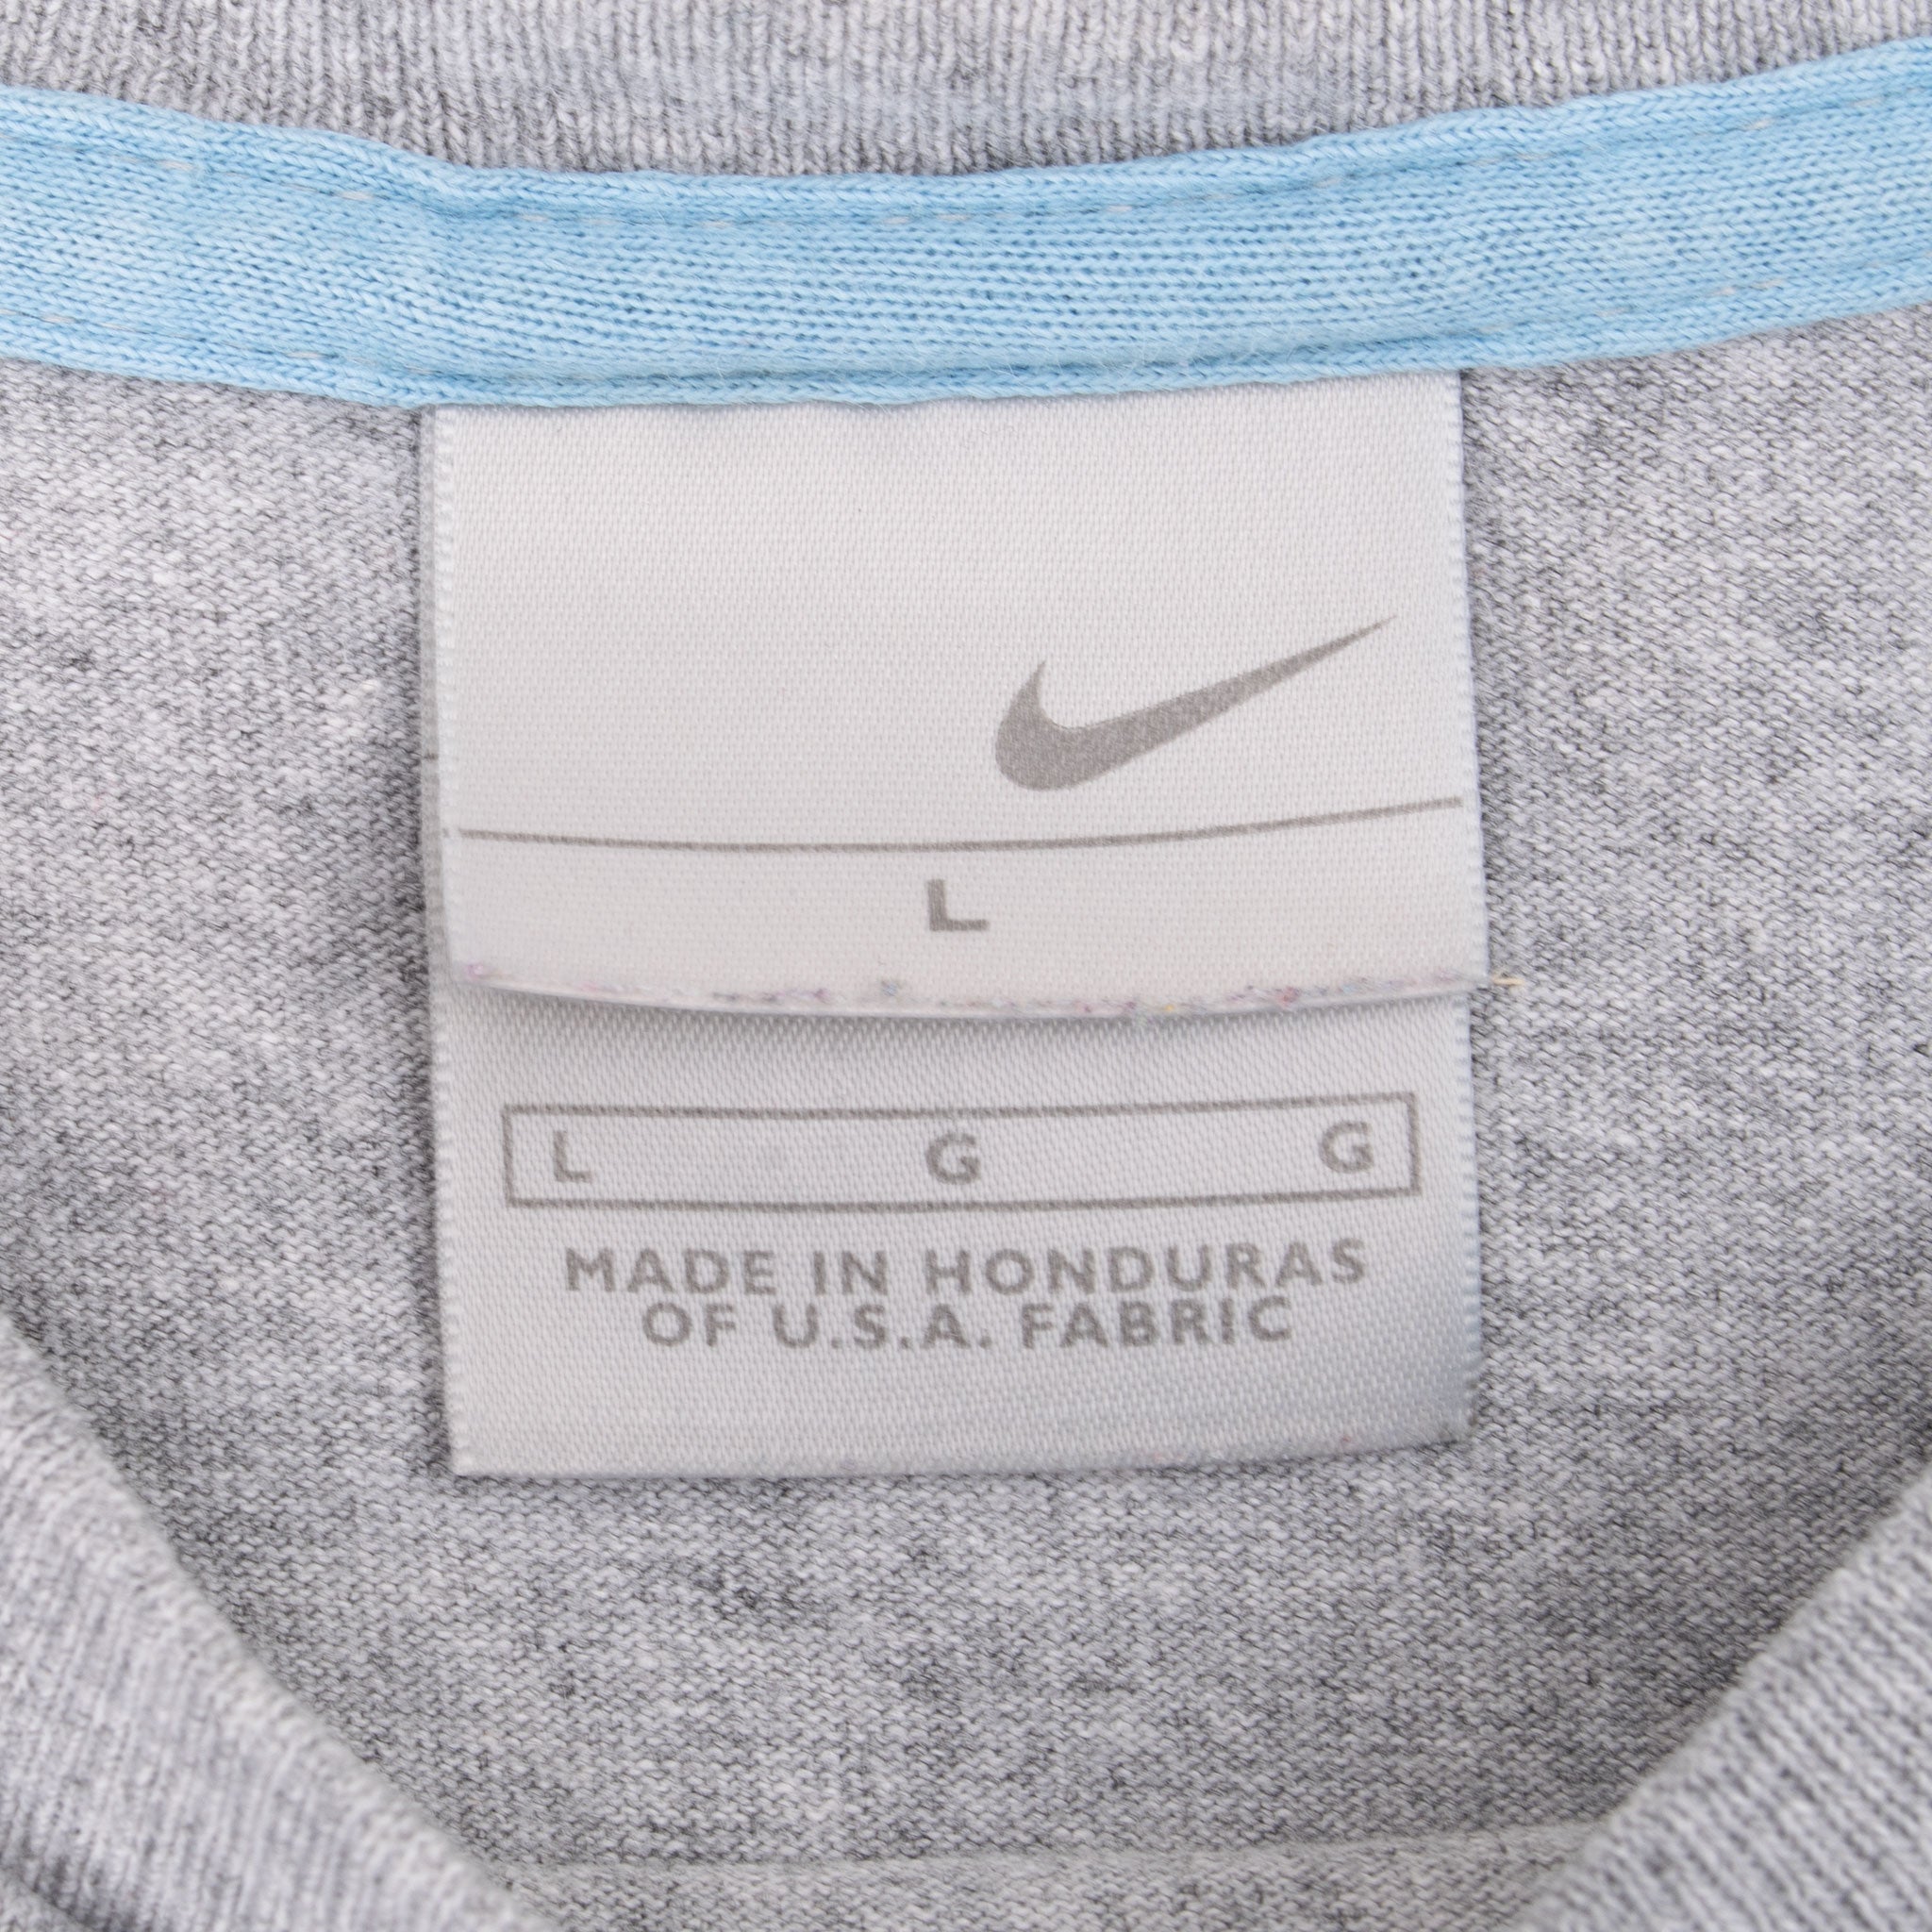 L
L G G
MADE IN HONDURAS
OF U.S.A. FABRIC